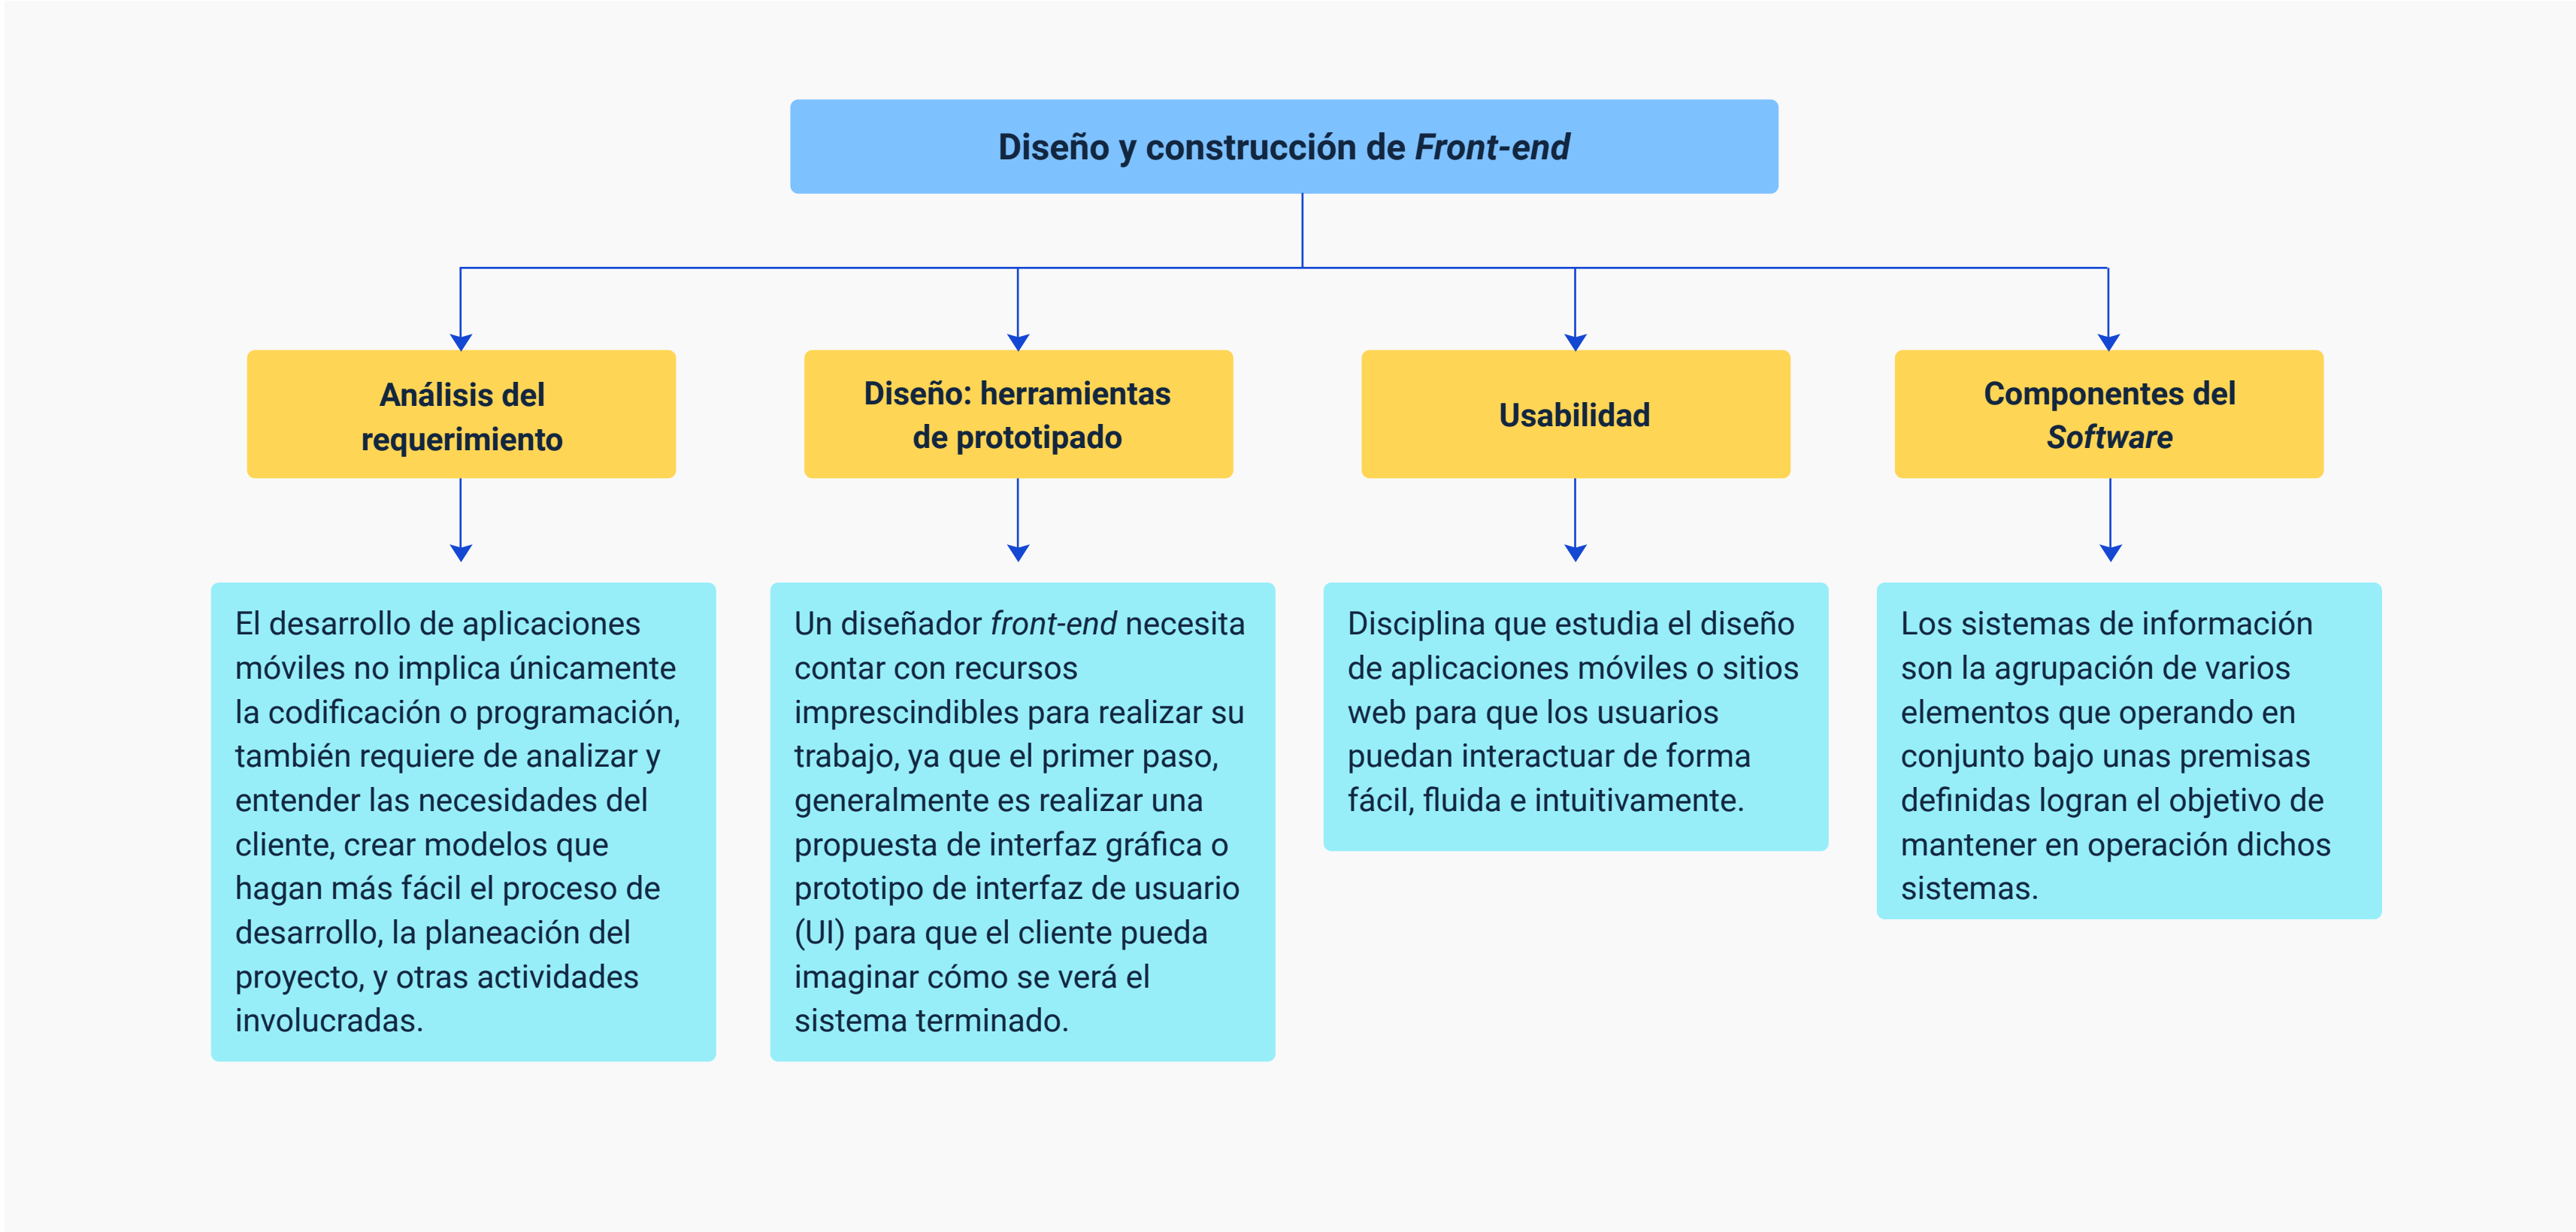 Diseño y construcción de Front-end
Análisis del
requerimiento
Diseño: herramientas
de prototipado
Usabilidad
Componentes del
Software
El desarrollo de aplicaciones
móviles no implica únicamente
la codificación o programación,
también requiere de analizar y
entender las necesidades del
cliente, crear modelos que
hagan más fácil el proceso de
desarrollo, la planeación del
proyecto, y otras actividades
involucradas.
Un diseñador front-end necesita
contar con recursos
imprescindibles para realizar su
trabajo, ya que el primer paso,
generalmente es realizar una
propuesta de interfaz gráfica o
prototipo de interfaz de usuario
(UI) para que el cliente pueda
imaginar cómo se verá el
sistema terminado.
Disciplina que estudia el diseño
de aplicaciones móviles o sitios
web para que los usuarios
puedan interactuar de forma
fácil, fluida e intuitivamente.
Los sistemas de información
son la agrupación de varios
elementos que operando en
conjunto bajo unas premisas
definidas logran el objetivo de
mantener en operación dichos
sistemas.